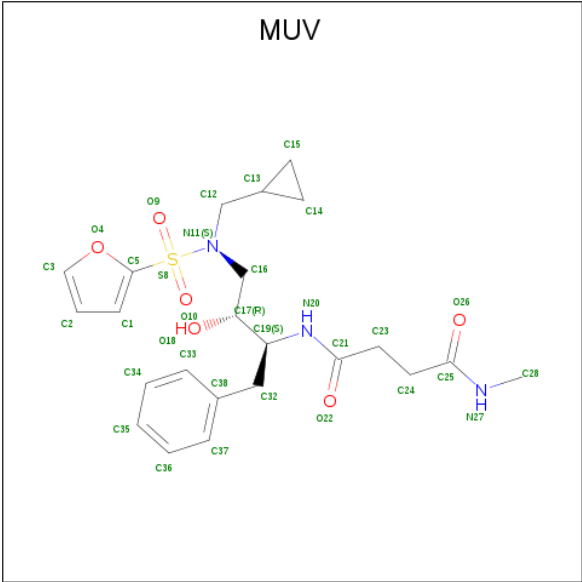 MUV
C15
C13
C12
C14
O9
N11(S)
N
O
O4
C5
O
S
S8
C3
O
O10
C2
C1
C16
C17(R)
HO
O18
C19(S)
N20
H
N
C33
C34
C38
C32
C35
C37
C36
C21
O
O22
C23
C24
O26
O
C25
N
H
N27
C28